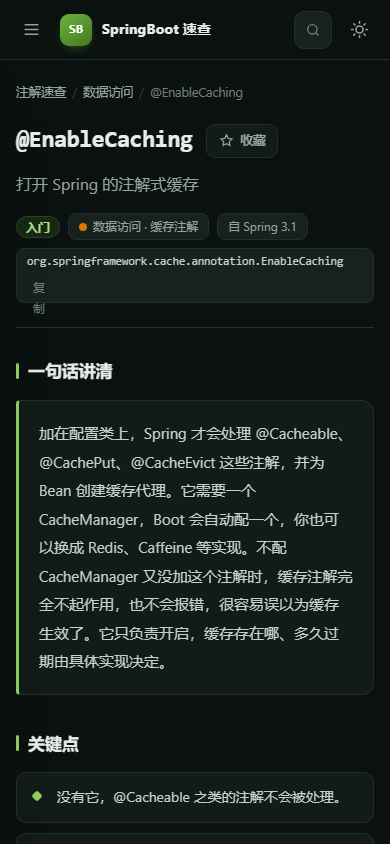 SB SpringBoot 速查
注解速查 / 数据访问 / @EnableCaching
@EnableCaching 收藏
打开 Spring 的注解式缓存
入门 数据访问 · 缓存注解 自 Spring 3.1
org.springframework.cache.annotation.EnableCaching
复
制
一句话讲清
加在配置类上，Spring 才会处理 @Cacheable、
@CachePut、@CacheEvict 这些注解，并为
Bean 创建缓存代理。它需要一个
CacheManager，Boot 会自动配一个，你也可
以换成 Redis、Caffeine 等实现。不配
CacheManager 又没加这个注解时，缓存注解完
全不起作用，也不会报错，很容易误以为缓存
生效了。它只负责开启，缓存存在哪、多久过
期由具体实现决定。
关键点
没有它，@Cacheable 之类的注解不会被处理。